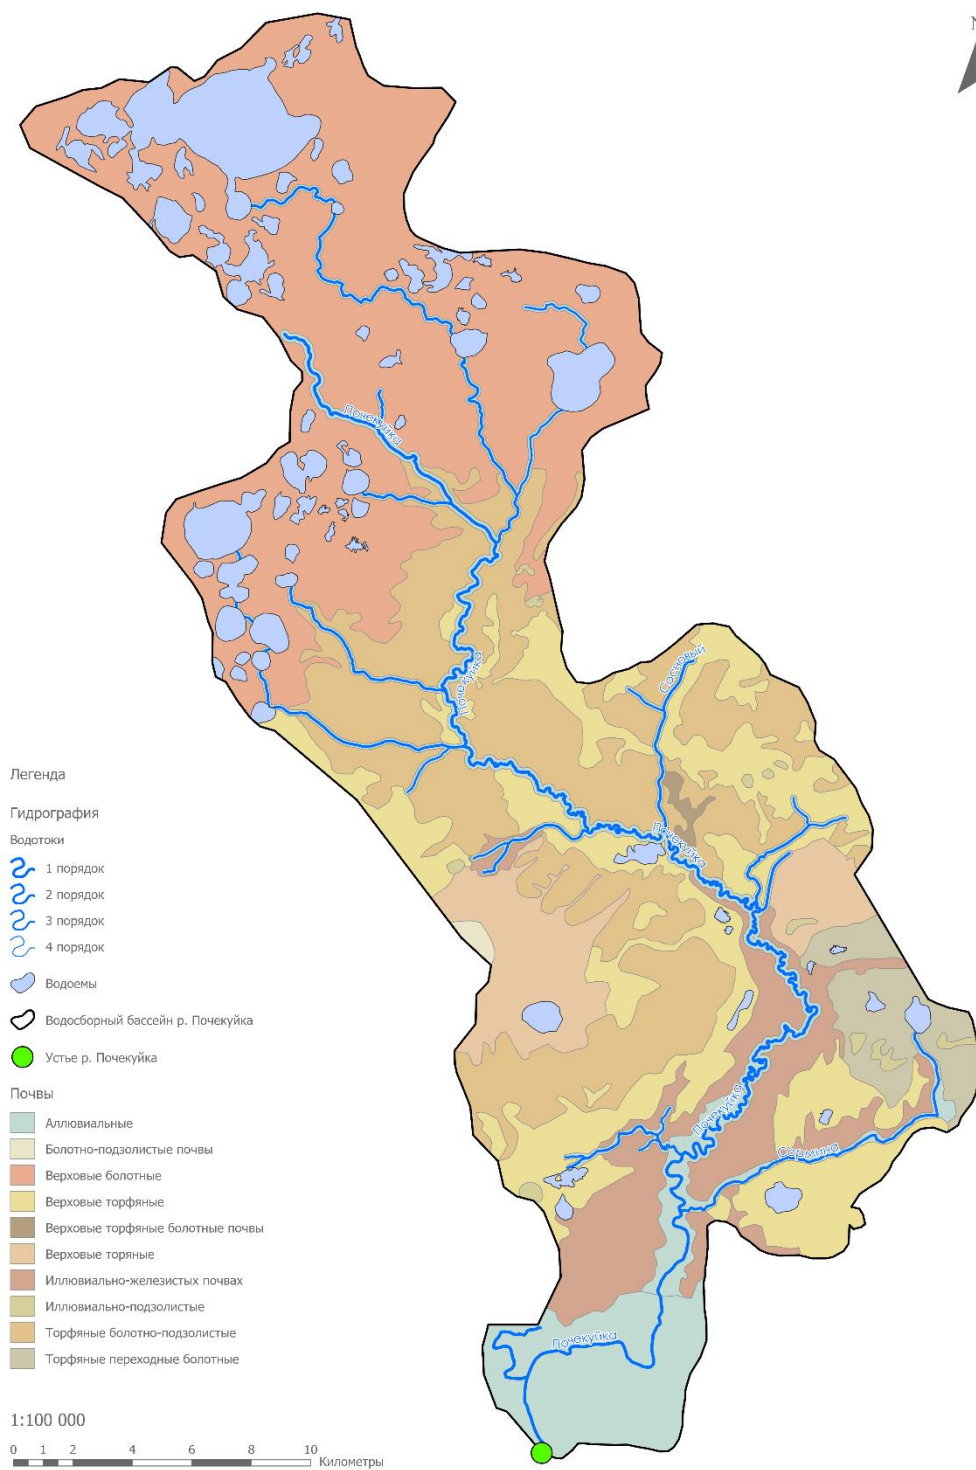 N
Почекуйка
Почекуйка
Сосновый
Почекуйка
Почекуйка
Сормина
Почекуйка
Легенда
Гидрография
Водотоки
1 порядок
2 порядок
3 порядок
4 порядок
Водоемы
Водосборный бассейн р. Почекуйка
Устье р. Почекуйка
Почвы
Аллювиальные
Болотно-подзолистые почвы
Верховые болотные
Верховые торфяные
Верховые торфяные болотные почвы
Верховые торяные
Иллювиально-железистых почвах
Иллювиально-подзолистые
Торфяные болотно-подзолистые
Торфяные переходные болотные
1:100 000
0 1 2 4 6 8 10
Километры